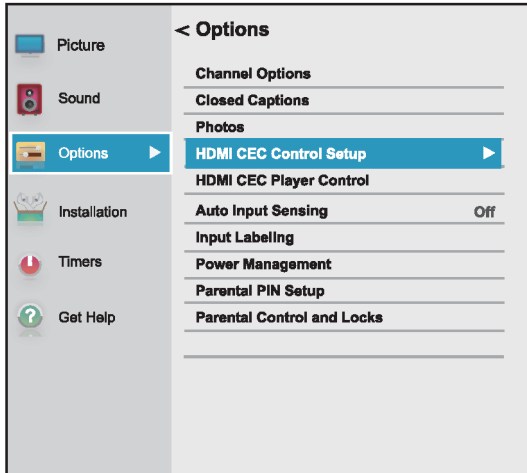 Picture
Sound
Options
Installation
Timers
Get Help
< Options
Channel Options
Closed Captions
Photos
HDMI CEC Control Setup
HDMI CEC Player Control
Auto Input Sensing Off
Input Labeling
Power Management
Parental PIN Setup
Parental Control and Locks